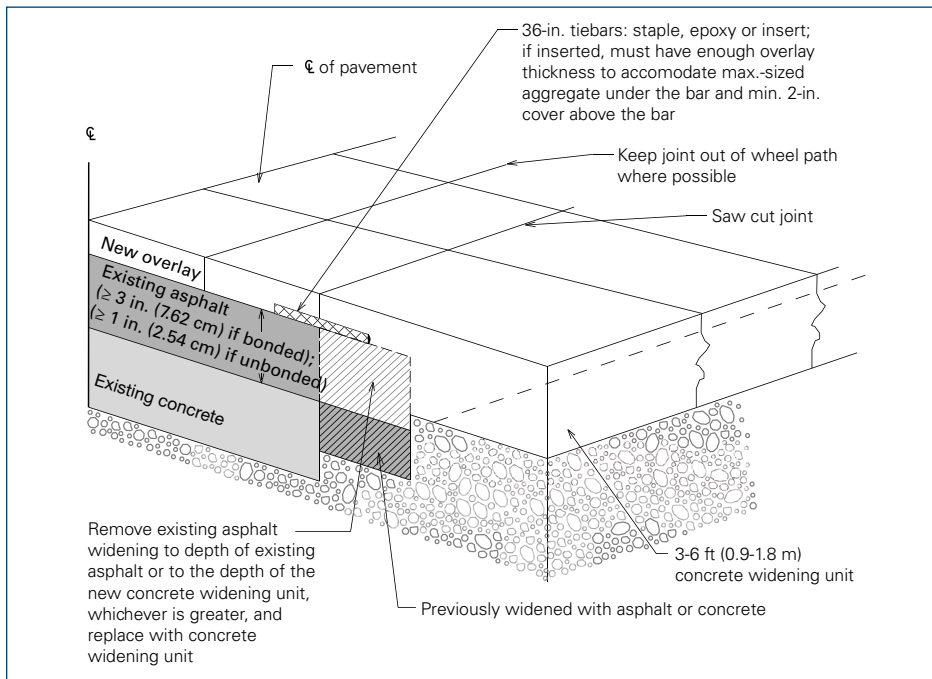 36-in. tiebars: staple, epoxy or insert;
if inserted, must have enough overlay
thickness to accomodate max.-sized
aggregate under the bar and min. 2-in.
cover above the bar
℄ of pavement
℄
Keep joint out of wheel path
where possible
Saw cut joint
New overlay
Existing asphalt
(≥ 3 in. (7.62 cm) if bonded);
(≥ 1 in. (2.54 cm) if unbonded)
Existing concrete
Remove existing asphalt
widening to depth of existing
asphalt or to the depth of the
new concrete widening unit,
whichever is greater, and
replace with concrete
widening unit
3-6 ft (0.9-1.8 m)
concrete widening unit
Previously widened with asphalt or concrete